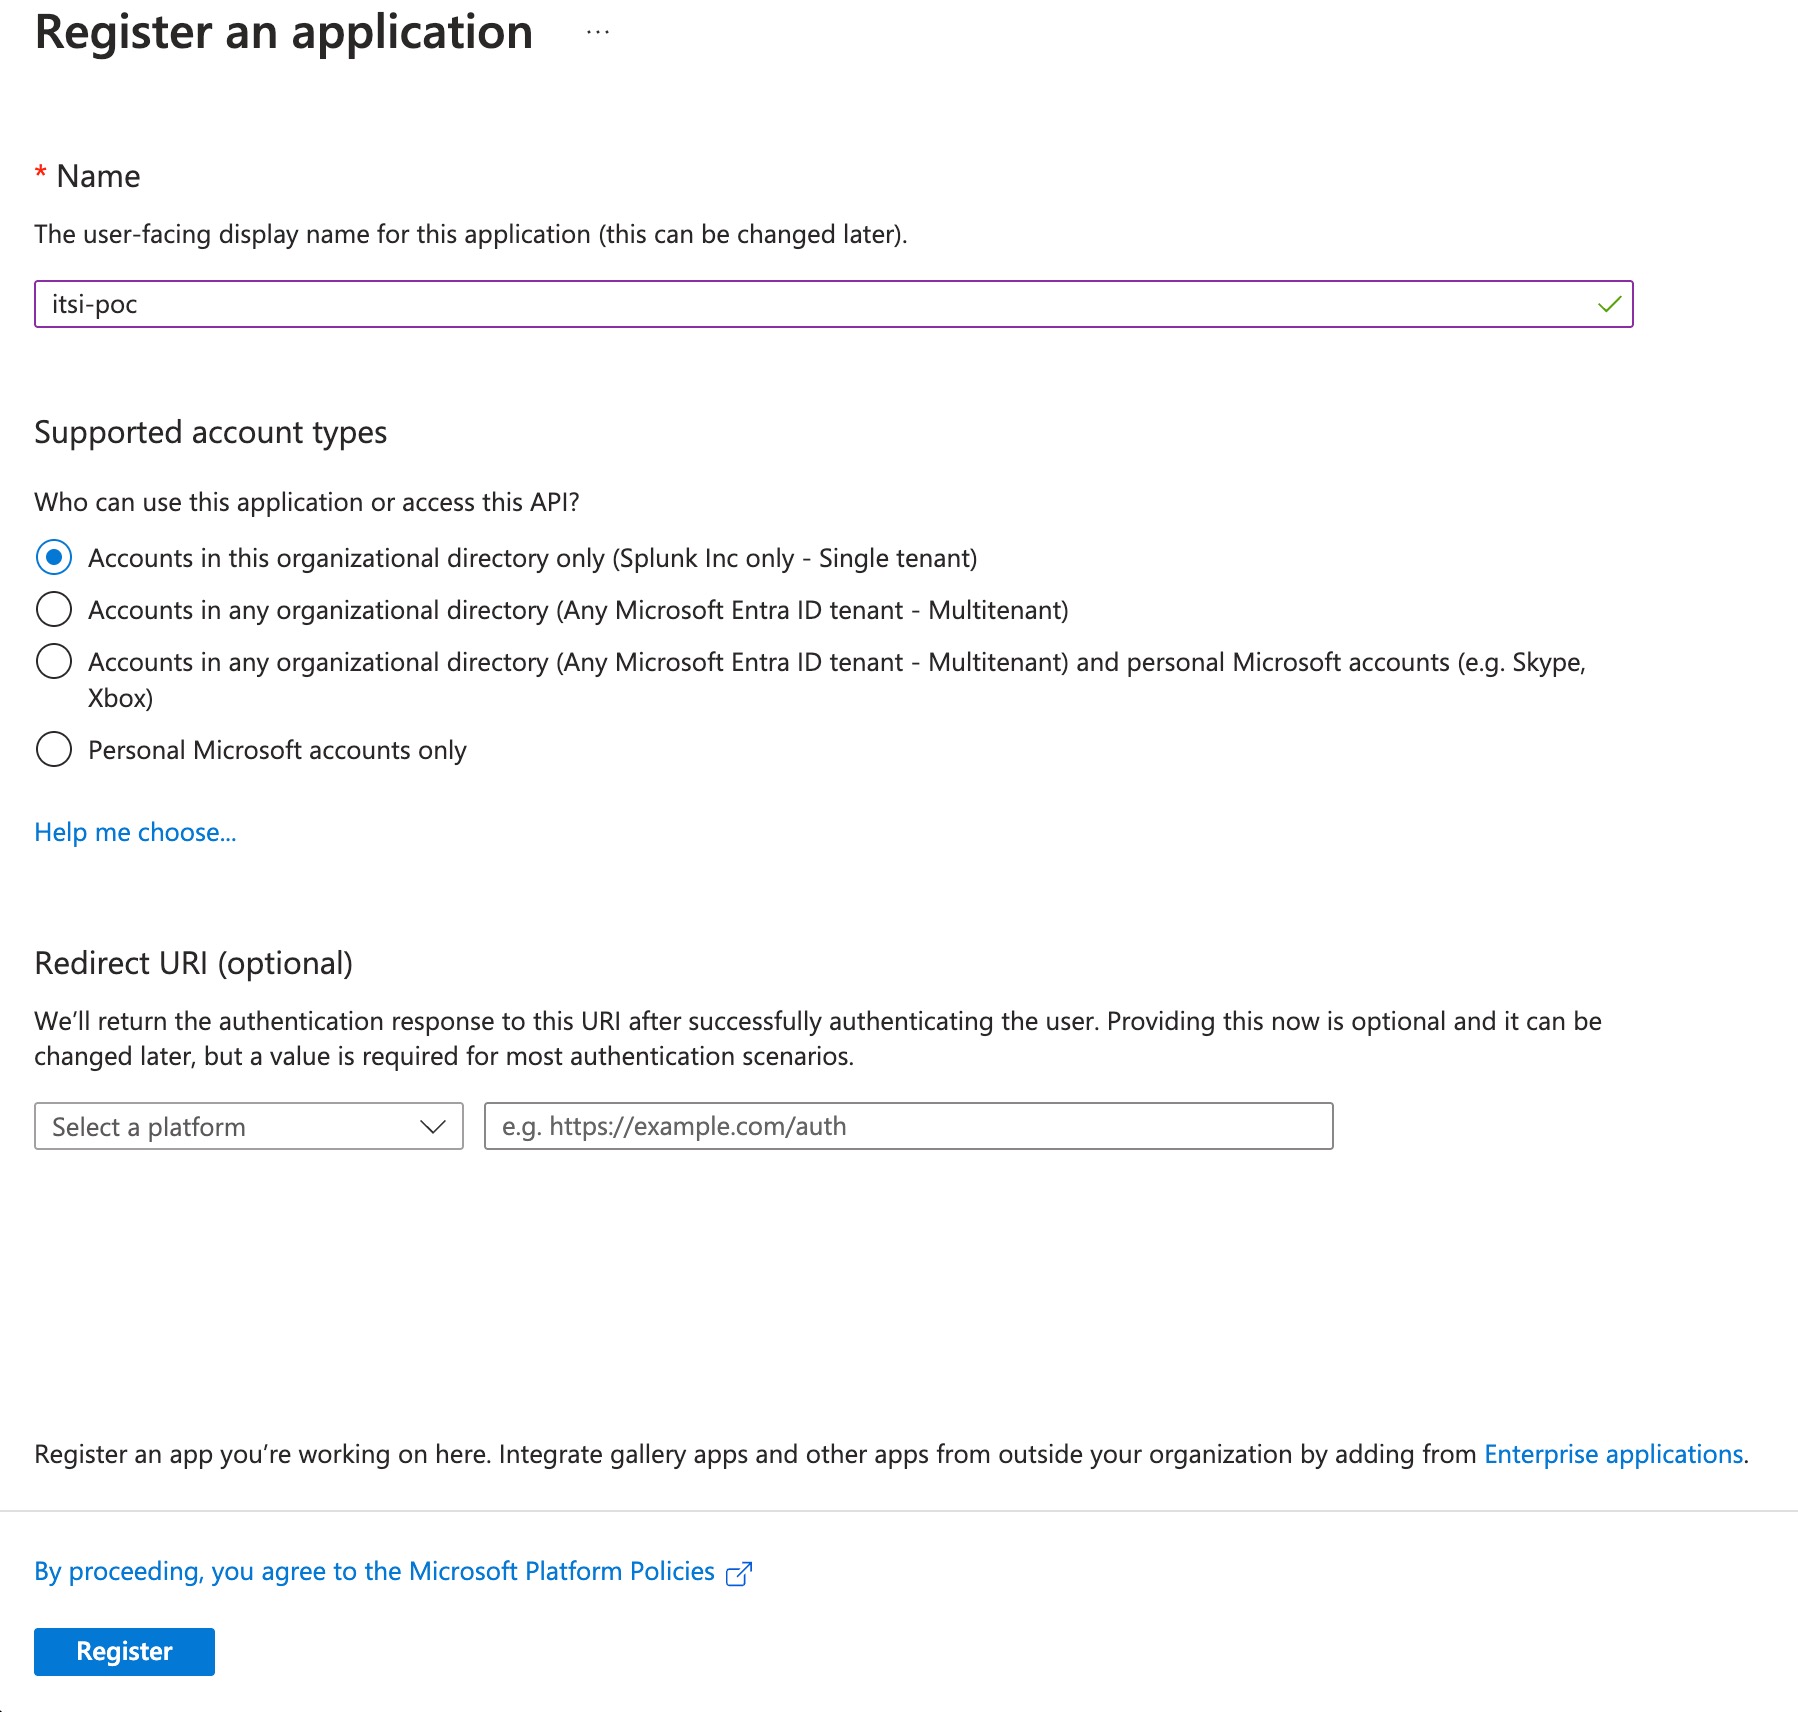 Register an application ...
* Name
The user-facing display name for this application (this can be changed later).
itsi-poc
Supported account types
Who can use this application or access this API?
Accounts in this organizational directory only (Splunk Inc only - Single tenant)
Accounts in any organizational directory (Any Microsoft Entra ID tenant - Multitenant)
Accounts in any organizational directory (Any Microsoft Entra ID tenant - Multitenant) and personal Microsoft accounts (e.g. Skype,
Xbox)
Personal Microsoft accounts only
Help me choose...
Redirect URI (optional)
We’ll return the authentication response to this URI after successfully authenticating the user. Providing this now is optional and it can be
changed later, but a value is required for most authentication scenarios.
Select a platform e.g. https://example.com/auth
Register an app you’re working on here. Integrate gallery apps and other apps from outside your organization by adding from Enterprise applications.
By proceeding, you agree to the Microsoft Platform Policies
Register